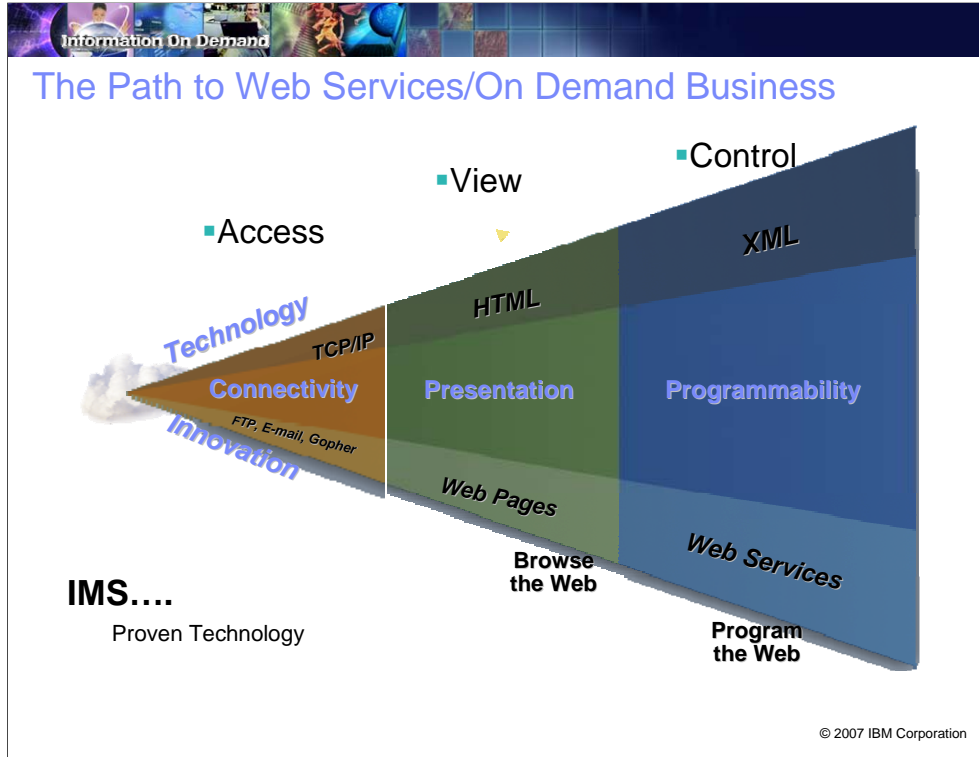 Information On Demand
The Path to Web Services/On Demand Business
Control
View
Access
XML
HTML
Technology
TCP/IP
Connectivity
Presentation
Programmability
FTP, E-mail, Gopher
Innovation
Web Pages
Web Services
Browse
the Web
IMS....
Proven Technology
Program
the Web
© 2007 IBM Corporation